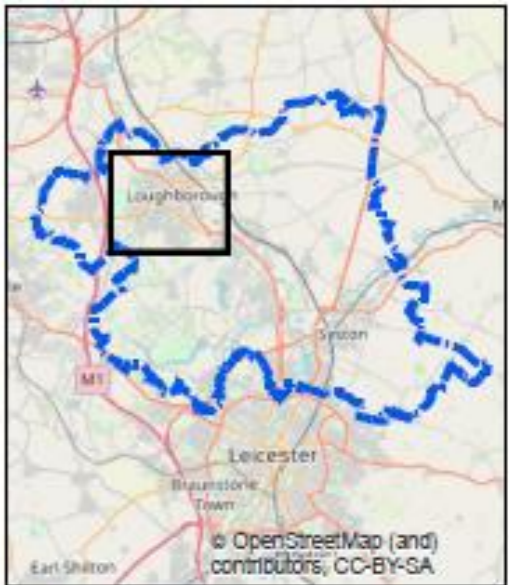 Loughborough
Syston
M1
Leicester
Braunstone
Town
© OpenStreetMap (and)
contributors, CC-BY-SA
Earl Shilton